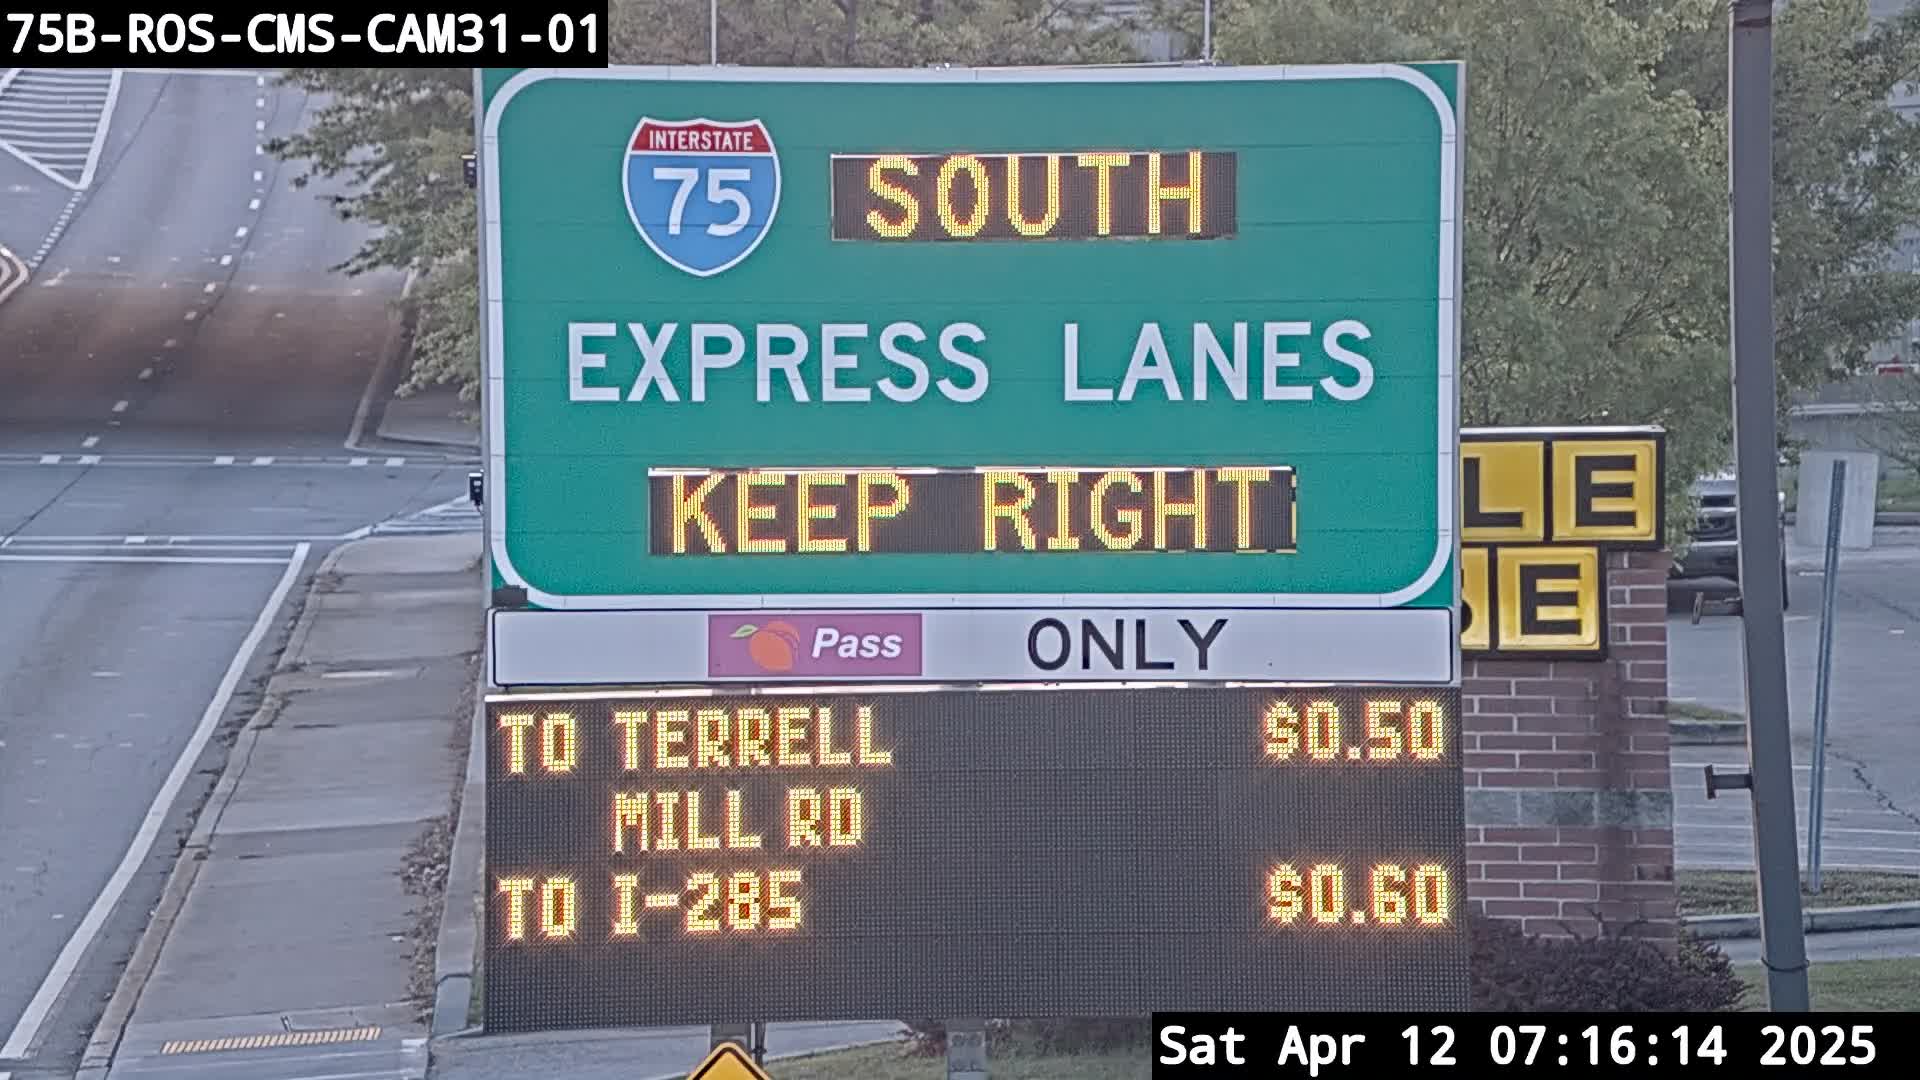 75B-ROS-CMS-CAM31-01
INTERSTATE
75
SOUTH
EXPRESS LANES
KEEP RIGHT
Pass ONLY
TO TERRELL $0.50
MILL RD
TO I-285 $0.60
LE
E
Sat Apr 12 07:16:14 2025